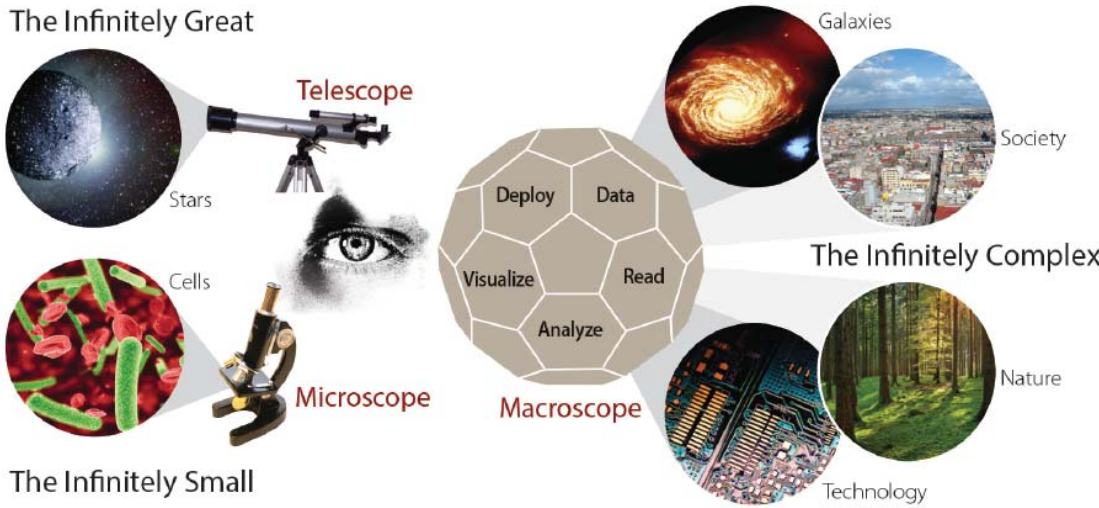 The Infinitely Great
Telescope
Stars
Cells
Microscope
The Infinitely Small
Deploy
Data
Visualize
Read
Analyze
Macroscope
Galaxies
Society
The Infinitely Complex
Nature
Technology